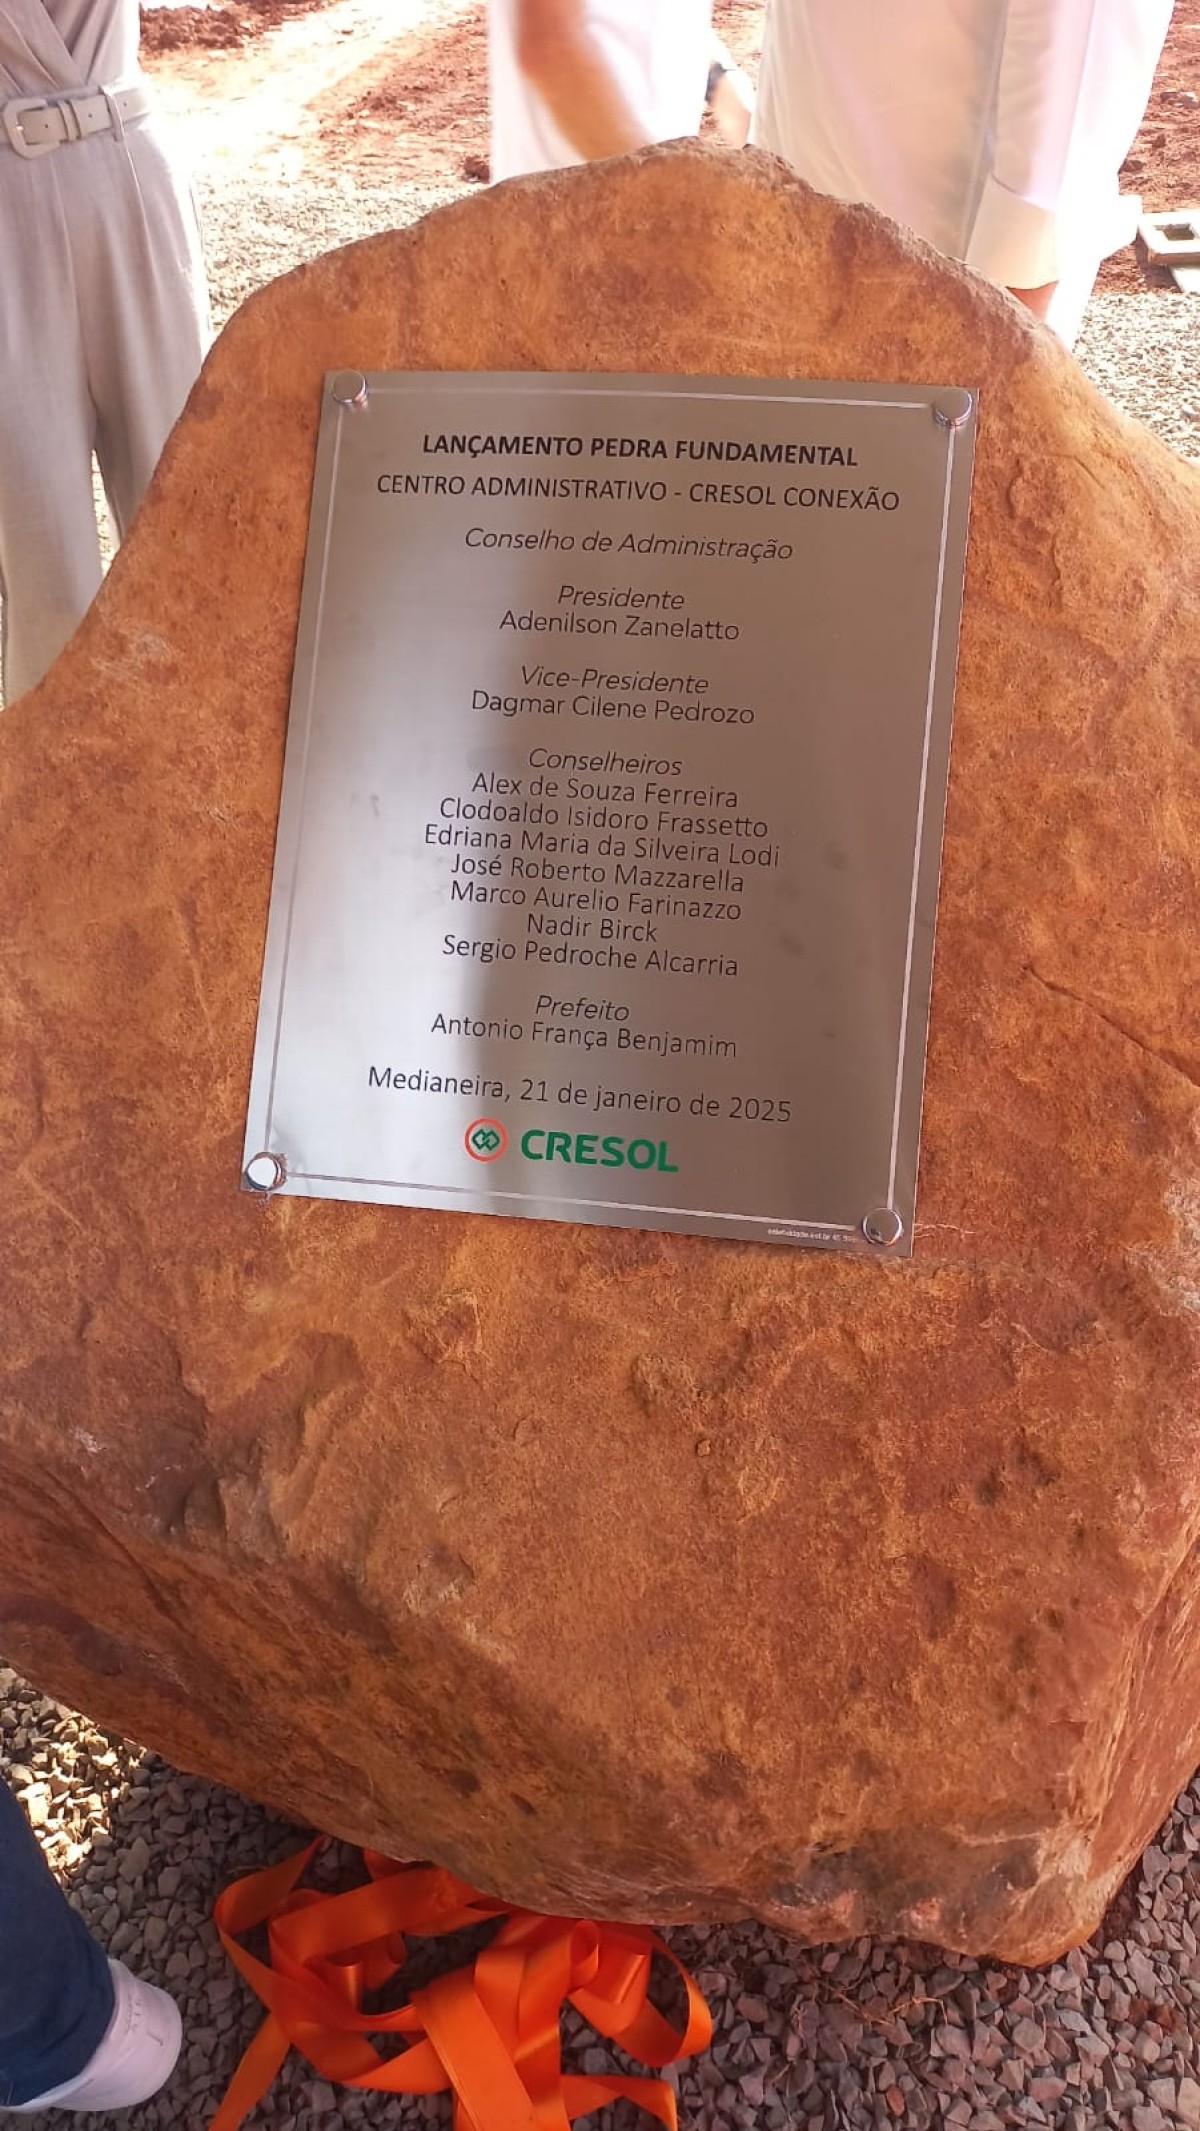 LANÇAMENTO PEDRA FUNDAMENTAL
CENTRO ADMINISTRATIVO - CRESOL CONEXÃO
Conselho de Administração
Presidente
Adenilson Zanelatto
Vice-Presidente
Dagmar Cilene Pedrozo
Conselheiros
Alex de Souza Ferreira
Clodoaldo Isidoro Frassetto
Edriana Maria da Silveira Lodi
José Roberto Mazzarella
Marco Aurelio Farinazzo
Nadir Birck
Sergio Pedroche Alcarria
Prefeito
Antonio França Benjamim
Medianeira, 21 de janeiro de 2025
CRESOL